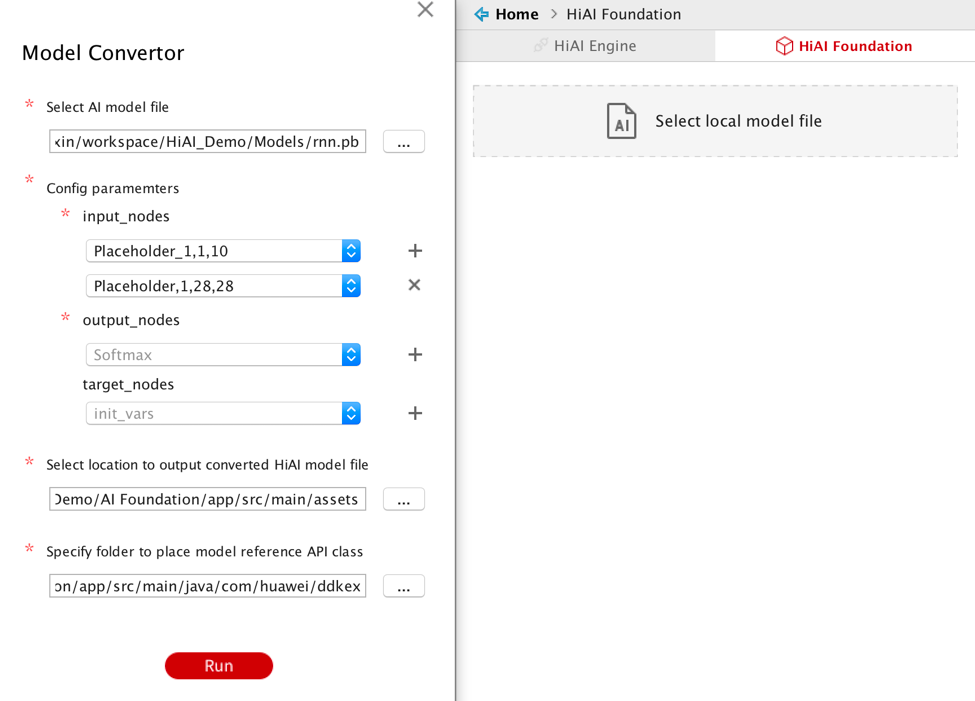 Model Convertor
* Select AI model file
kin/workspace/HiAI_Demo/Models/rnn.pb ...
* Config paramemters
* input_nodes
Placeholder_1,1,10
Placeholder,1,28,28
* output_nodes
Softmax
target_nodes
init_vars
* Select location to output converted HiAI model file
Demo/AI Foundation/app/src/main/assets ...
* Specify folder to place model reference API class
on/app/src/main/java/com/huawei/ddkex ...
Run
Home > HiAI Foundation
HiAI Engine
HiAI Foundation
AI Select local model file